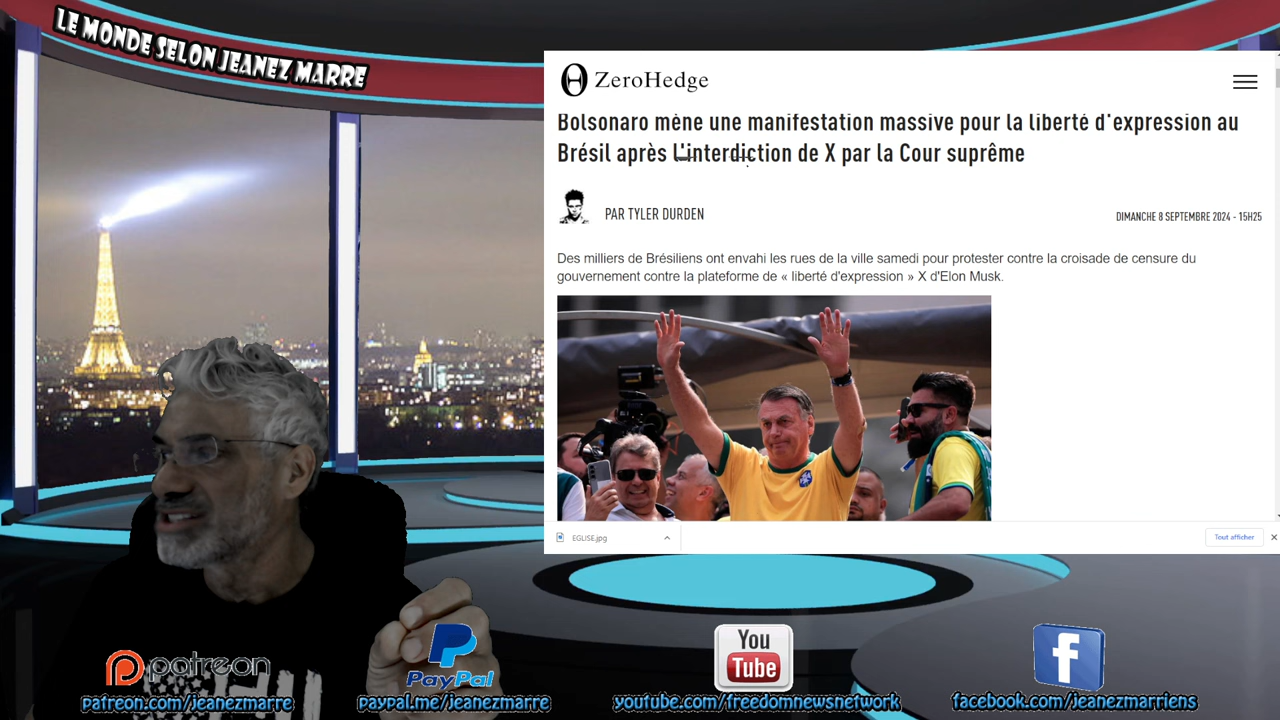 LE MONDE SELON JEANEZ MARRE
ZeroHedge
Bolsonaro mène une manifestation massive pour la liberté d'expression au
Brésil après L'interdiction de X par la Cour suprême
PAR TYLER DURDEN
DIMANCHE 8 SEPTEMBRE 2024 - 15H25
Des milliers de Brésiliens ont envahi les rues de la ville samedi pour protester contre la croisade de censure du
gouvernement contre la plateforme de « liberté d'expression » X d'Elon Musk.
EGLISE.jpg
Tout afficher
patreon
PayPal
You
Tube
patreon.com/jeanezmarre
paypal.me/jeanezmarre
youtube.com/freedomnewsnetwork
facebook.com/jeanezmarriens